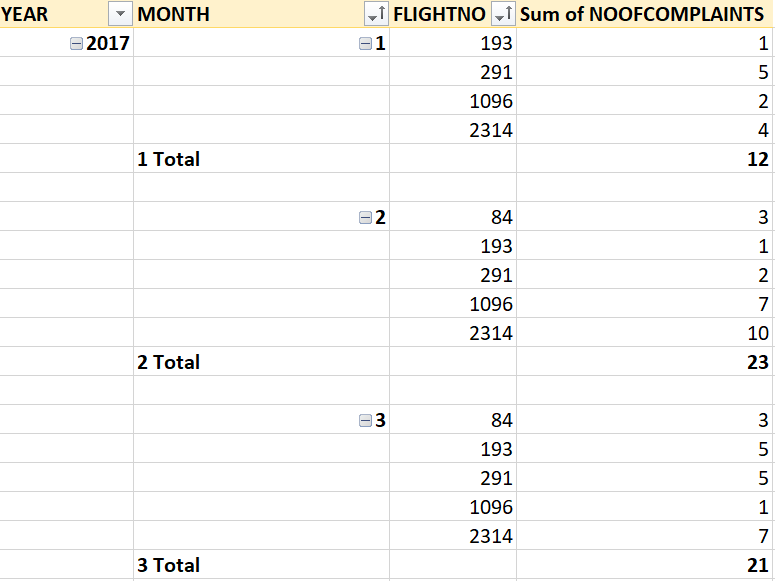 YEAR MONTH FLIGHTNO Sum of NOOFCOMPLAINTS
2017 1 193 1
291 5
1096 2
2314 4
1 Total 12
2 84 3
193 1
291 2
1096 7
2314 10
2 Total 23
3 84 3
193 5
291 5
1096 1
2314 7
3 Total 21